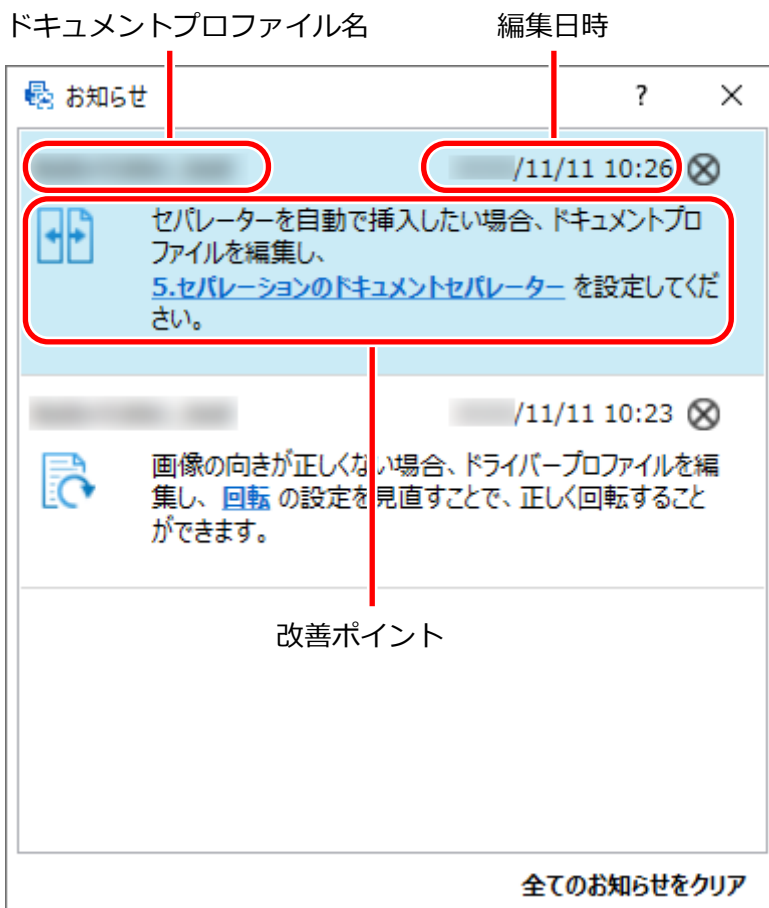 ドキュメントプロファイル名
編集日時
お知らせ
?
/11/11 10:26
セパレーターを自動で挿入したい場合、ドキュメントプロ
ファイルを編集し、
5.セパレーションのドキュメントセパレーター を設定してくだ
さい。
/11/11 10:23
画像の向きが正しくない場合、ドライバープロファイルを編
集し、 回転 の設定を見直すことで、正しく回転すること
ができます。
改善ポイント
全てのお知らせをクリア